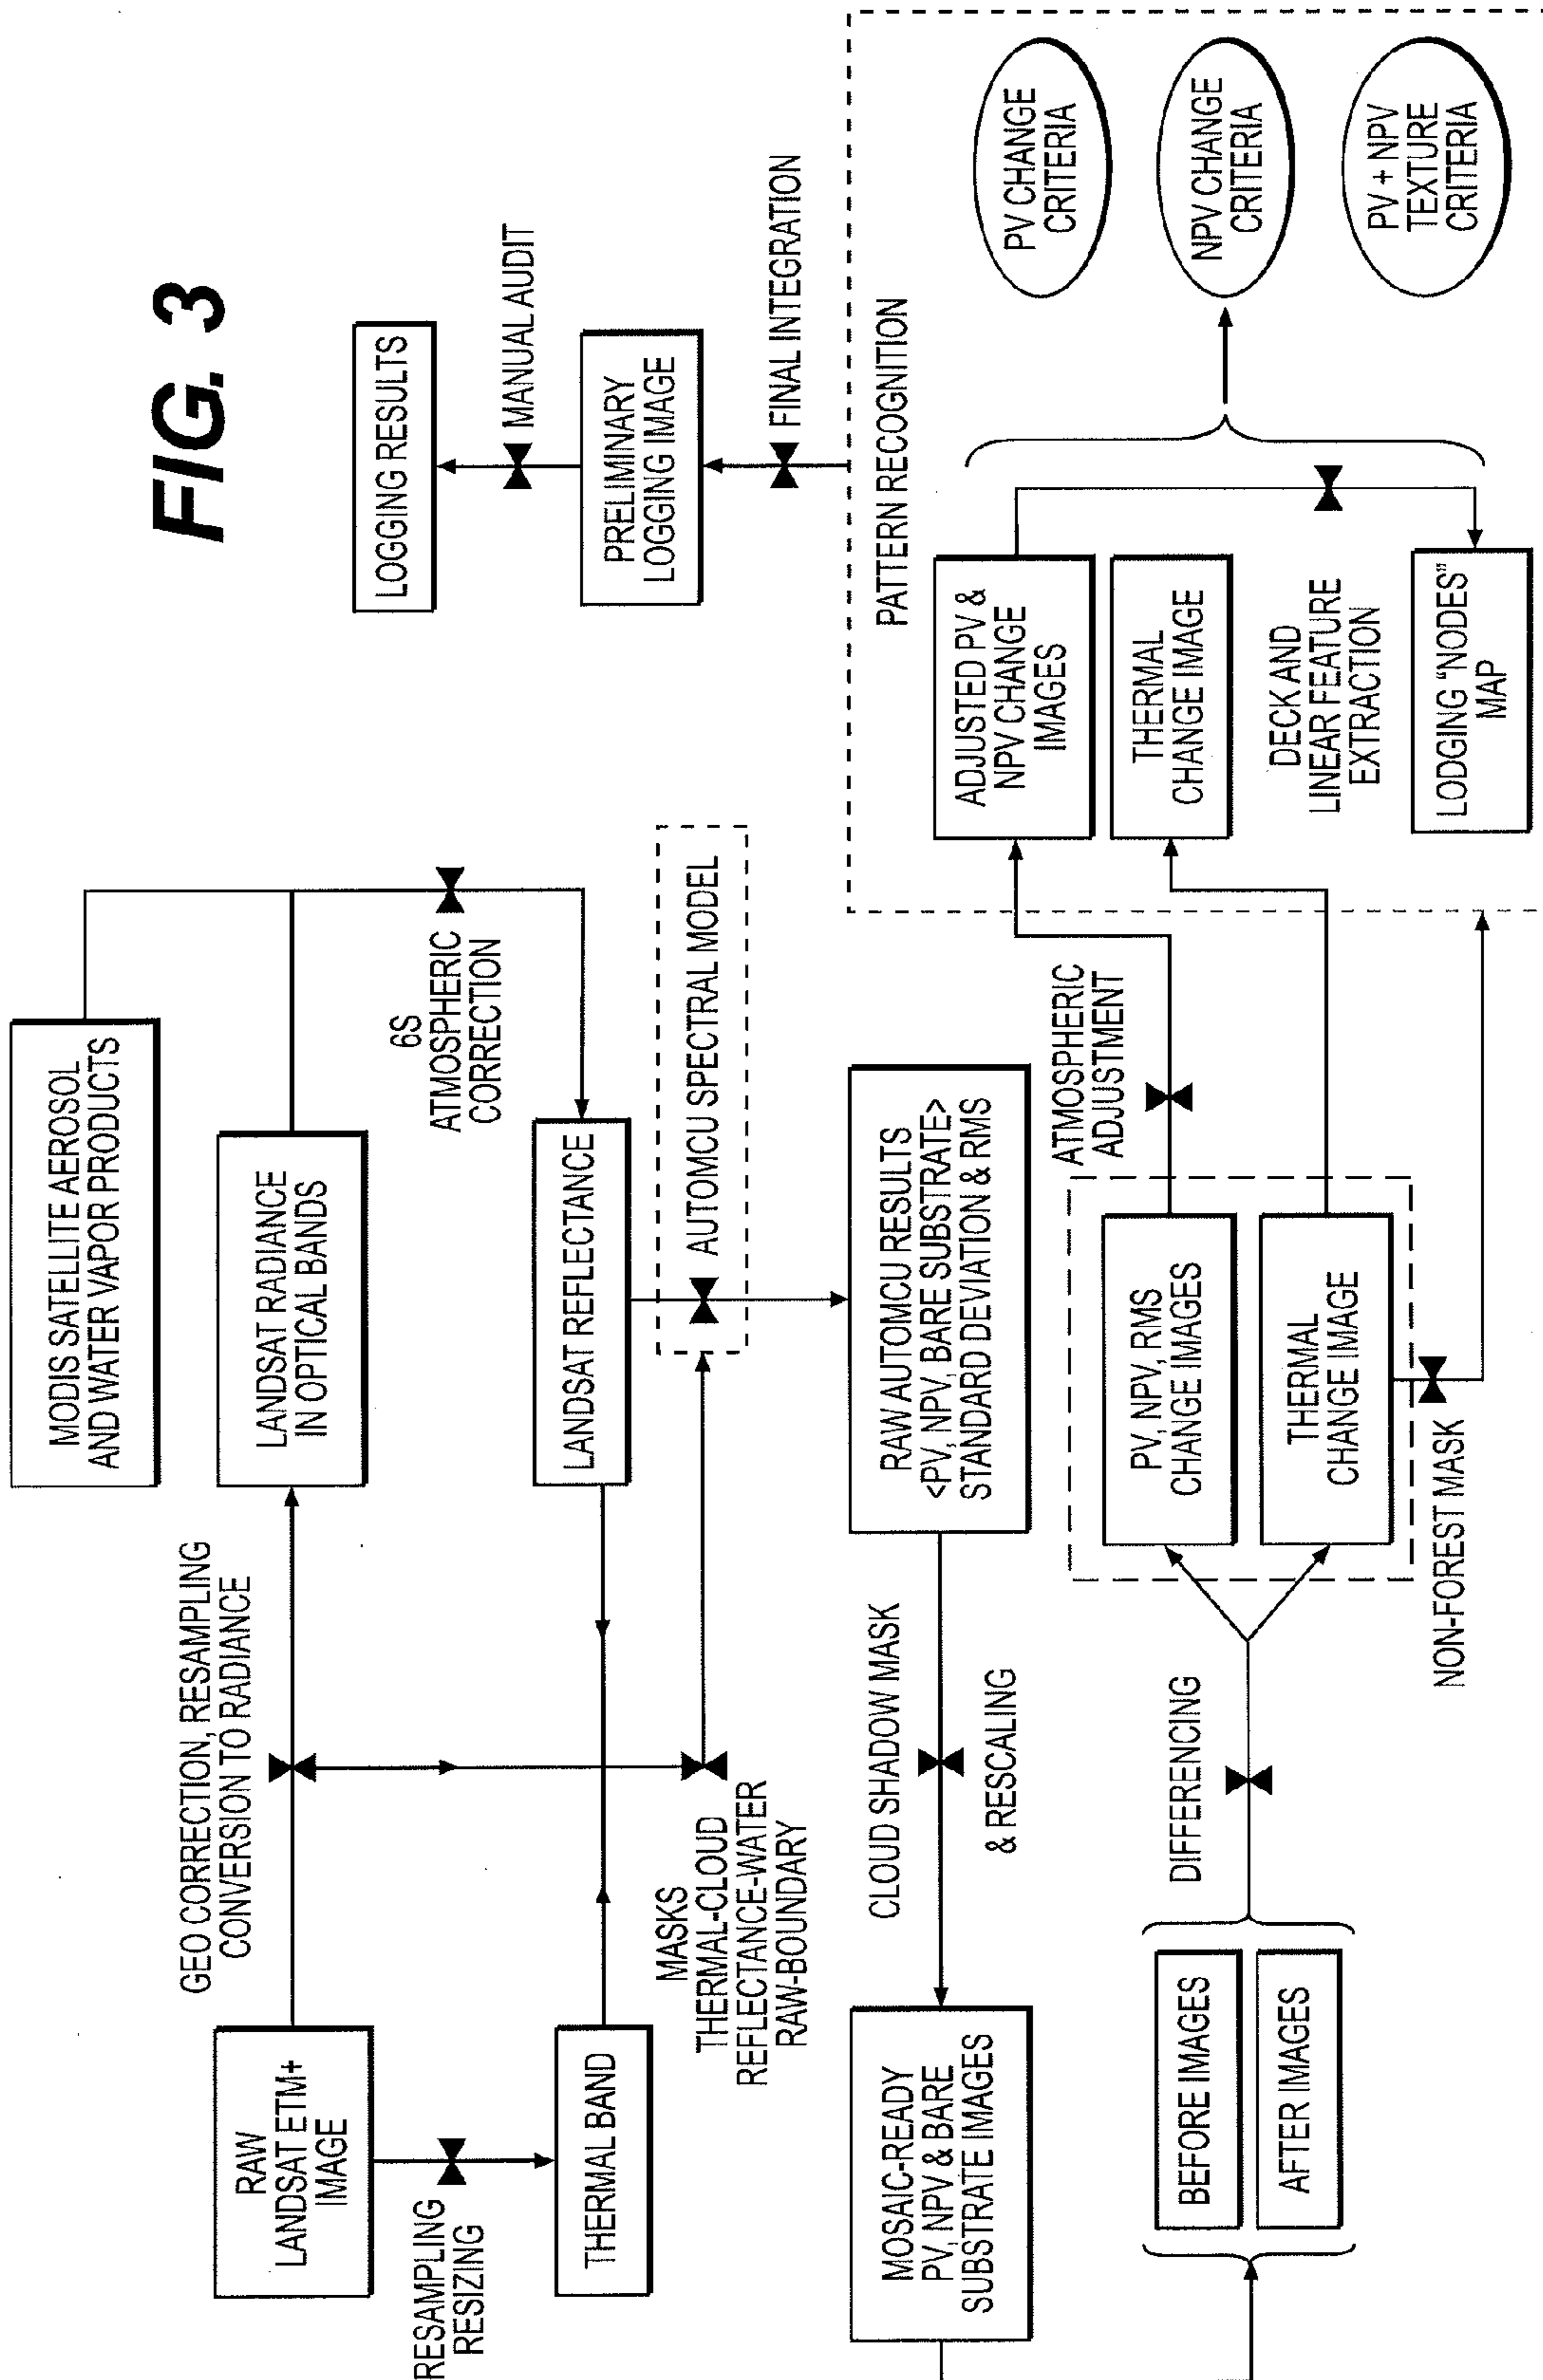 FIG. 3
MODIS SATELLITE AEROSOL
AND WATER VAPOR PRODUCTS
GEO CORRECTION, RESAMPLING
CONVERSION TO RADIANCE
RAW
LANDSAT ETM+
IMAGE
LANDSAT RADIANCE
IN OPTICAL BANDS
6S
ATMOSPHERIC
CORRECTION
RESAMPLING
RESIZING
THERMAL BAND
LANDSAT REFLECTANCE
MASKS
THERMAL-CLOUD
REFLECTANCE-WATER
RAW-BOUNDARY
AUTOMCU SPECTRAL MODEL
RAW AUTOMCU RESULTS
<PV, NPV, BARE SUBSTRATE>
STANDARD DEVIATION & RMS
CLOUD SHADOW MASK
& RESCALING
MOSAIC-READY
PV, NPV & BARE
SUBSTRATE IMAGES
BEFORE IMAGES
AFTER IMAGES
DIFFERENCING
PV, NPV, RMS
CHANGE IMAGES
THERMAL
CHANGE IMAGE
NON-FOREST MASK
ATMOSPHERIC
ADJUSTMENT
PATTERN RECOGNITION
ADJUSTED PV &
NPV CHANGE
IMAGES
THERMAL
CHANGE IMAGE
DECK AND
LINEAR FEATURE
EXTRACTION
LODGING "NODES"
MAP
PV CHANGE
CRITERIA
NPV CHANGE
CRITERIA
PV + NPV
TEXTURE
CRITERIA
FINAL INTEGRATION
PRELIMINARY
LOGGING IMAGE
MANUAL AUDIT
LOGGING RESULTS